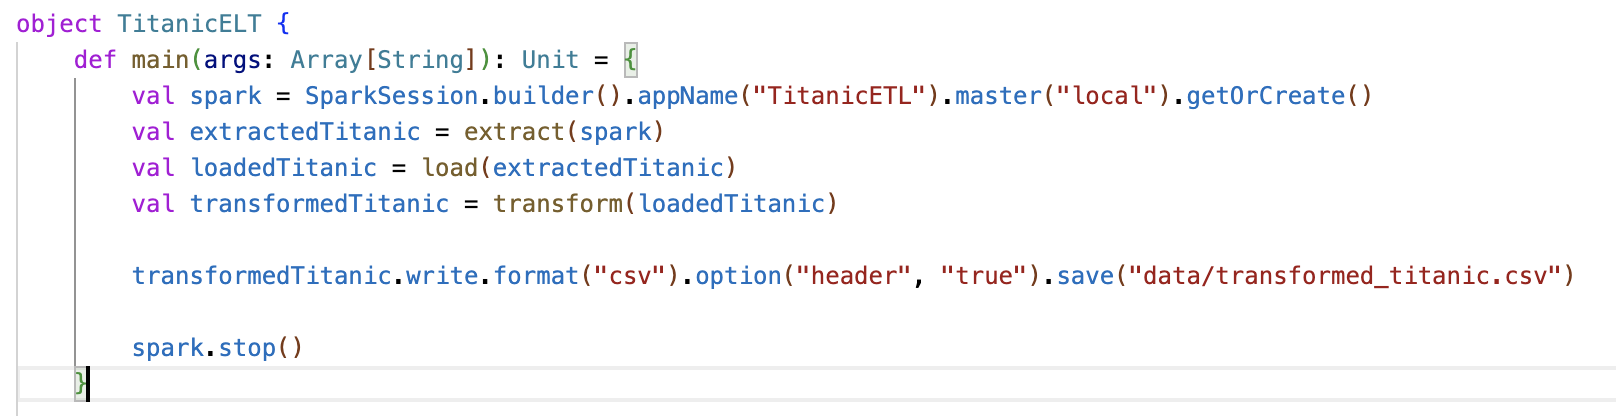 object TitanicELT {
    def main(args: Array[String]): Unit = {
        val spark = SparkSession.builder().appName("TitanicETL").master("local").getOrCreate()
        val extractedTitanic = extract(spark)
        val loadedTitanic = load(extractedTitanic)
        val transformedTitanic = transform(loadedTitanic)

        transformedTitanic.write.format("csv").option("header", "true").save("data/transformed_titanic.csv")

        spark.stop()
    }